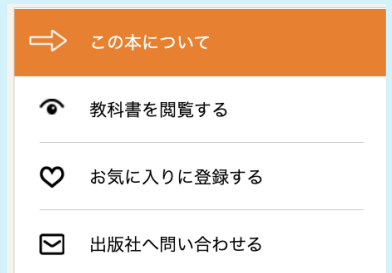 この本について
教科書を閲覧する
お気に入りに登録する
出版社へ問い合わせる